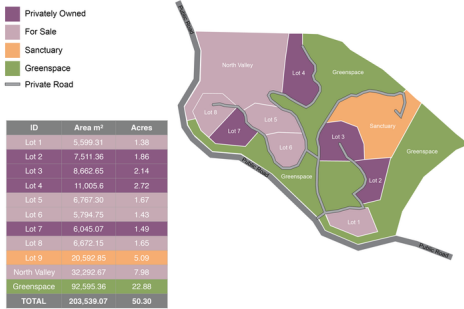 Privately Owned
For Sale
Sanctuary
Greenspace
Private Road
Public Road
North Valley
Lot 4
Greenspace
Lot 8
Lot 7
Lot 5
Lot 6
Lot 3
Sanctuary
Greenspace
Public Road
Greenspace
Lot 2
Lot 1
Public Road
ID Area m² Acres
Lot 1 5,599.31 1.38
Lot 2 7,511.36 1.86
Lot 3 8,662.65 2.14
Lot 4 11,005.6 2.72
Lot 5 6,767.30 1.67
Lot 6 5,794.75 1.43
Lot 7 6,045.07 1.49
Lot 8 6,672.15 1.65
Lot 9 20,592.85 5.09
North Valley 32,292.67 7.98
Greenspace 92,595.36 22.88
TOTAL 203,539.07 50.30